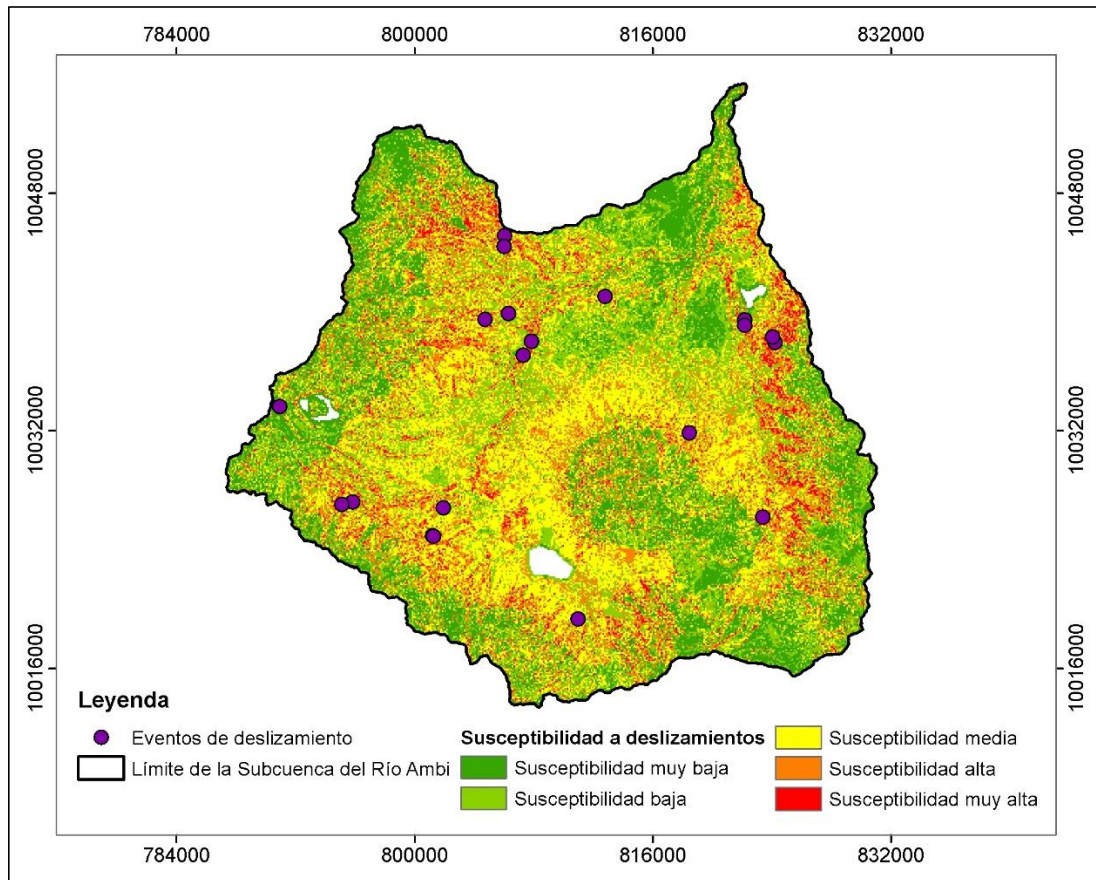 784000 800000 816000 832000
10048000 10048000
10032000 10032000
10016000 10016000
Leyenda
Eventos de deslizamiento
Límite de la Subcuenca del Río Ambi
Susceptibilidad a deslizamientos
Susceptibilidad muy baja
Susceptibilidad baja
Susceptibilidad media
Susceptibilidad alta
Susceptibilidad muy alta
784000 800000 816000 832000